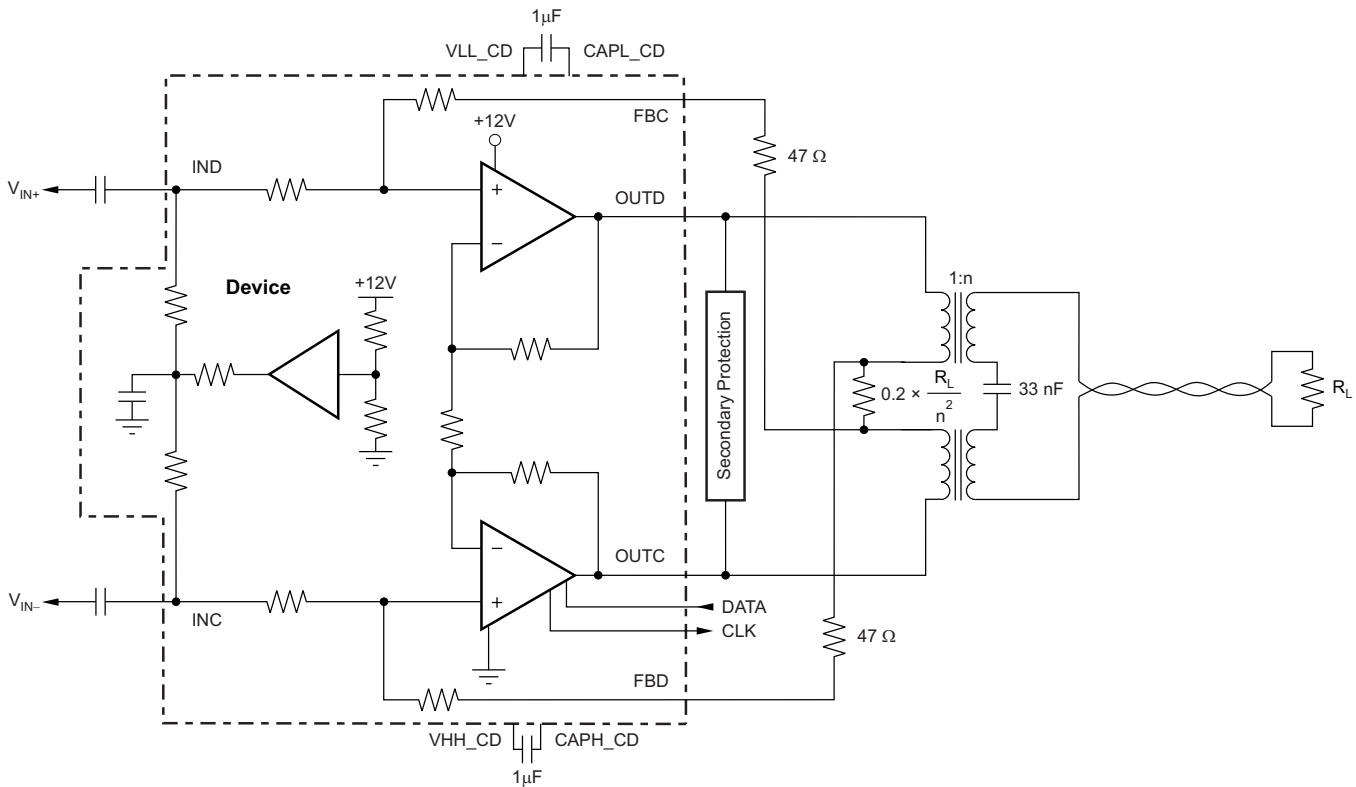 1µF
VLL_CD
CAPL_CD
FBC
+12V
47 Ω
IND
V_IN+
OUTD
+
−
1:n
Device
+12V
Secondary Protection
0.2 × R_L / n²
33 nF
R_L
−
+
OUTC
V_IN−
INC
DATA
CLK
47 Ω
FBD
VHH_CD
CAPH_CD
1µF